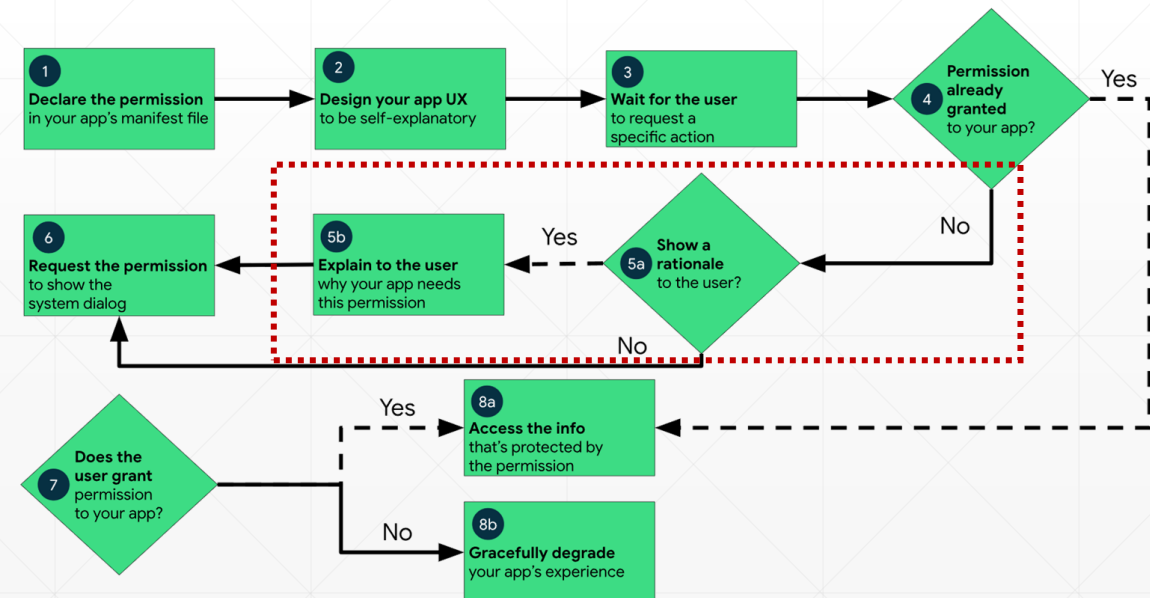 1
Declare the permission
in your app's manifest file
2
Design your app UX
to be self-explanatory
3
Wait for the user
to request a
specific action
4
Permission
already
granted
to your app?
Yes
No
5a
Show a
rationale
to the user?
Yes
No
5b
Explain to the user
why your app needs
this permission
6
Request the permission
to show the
system dialog
7
Does the
user grant
permission
to your app?
Yes
No
8a
Access the info
that's protected by
the permission
8b
Gracefully degrade
your app's experience